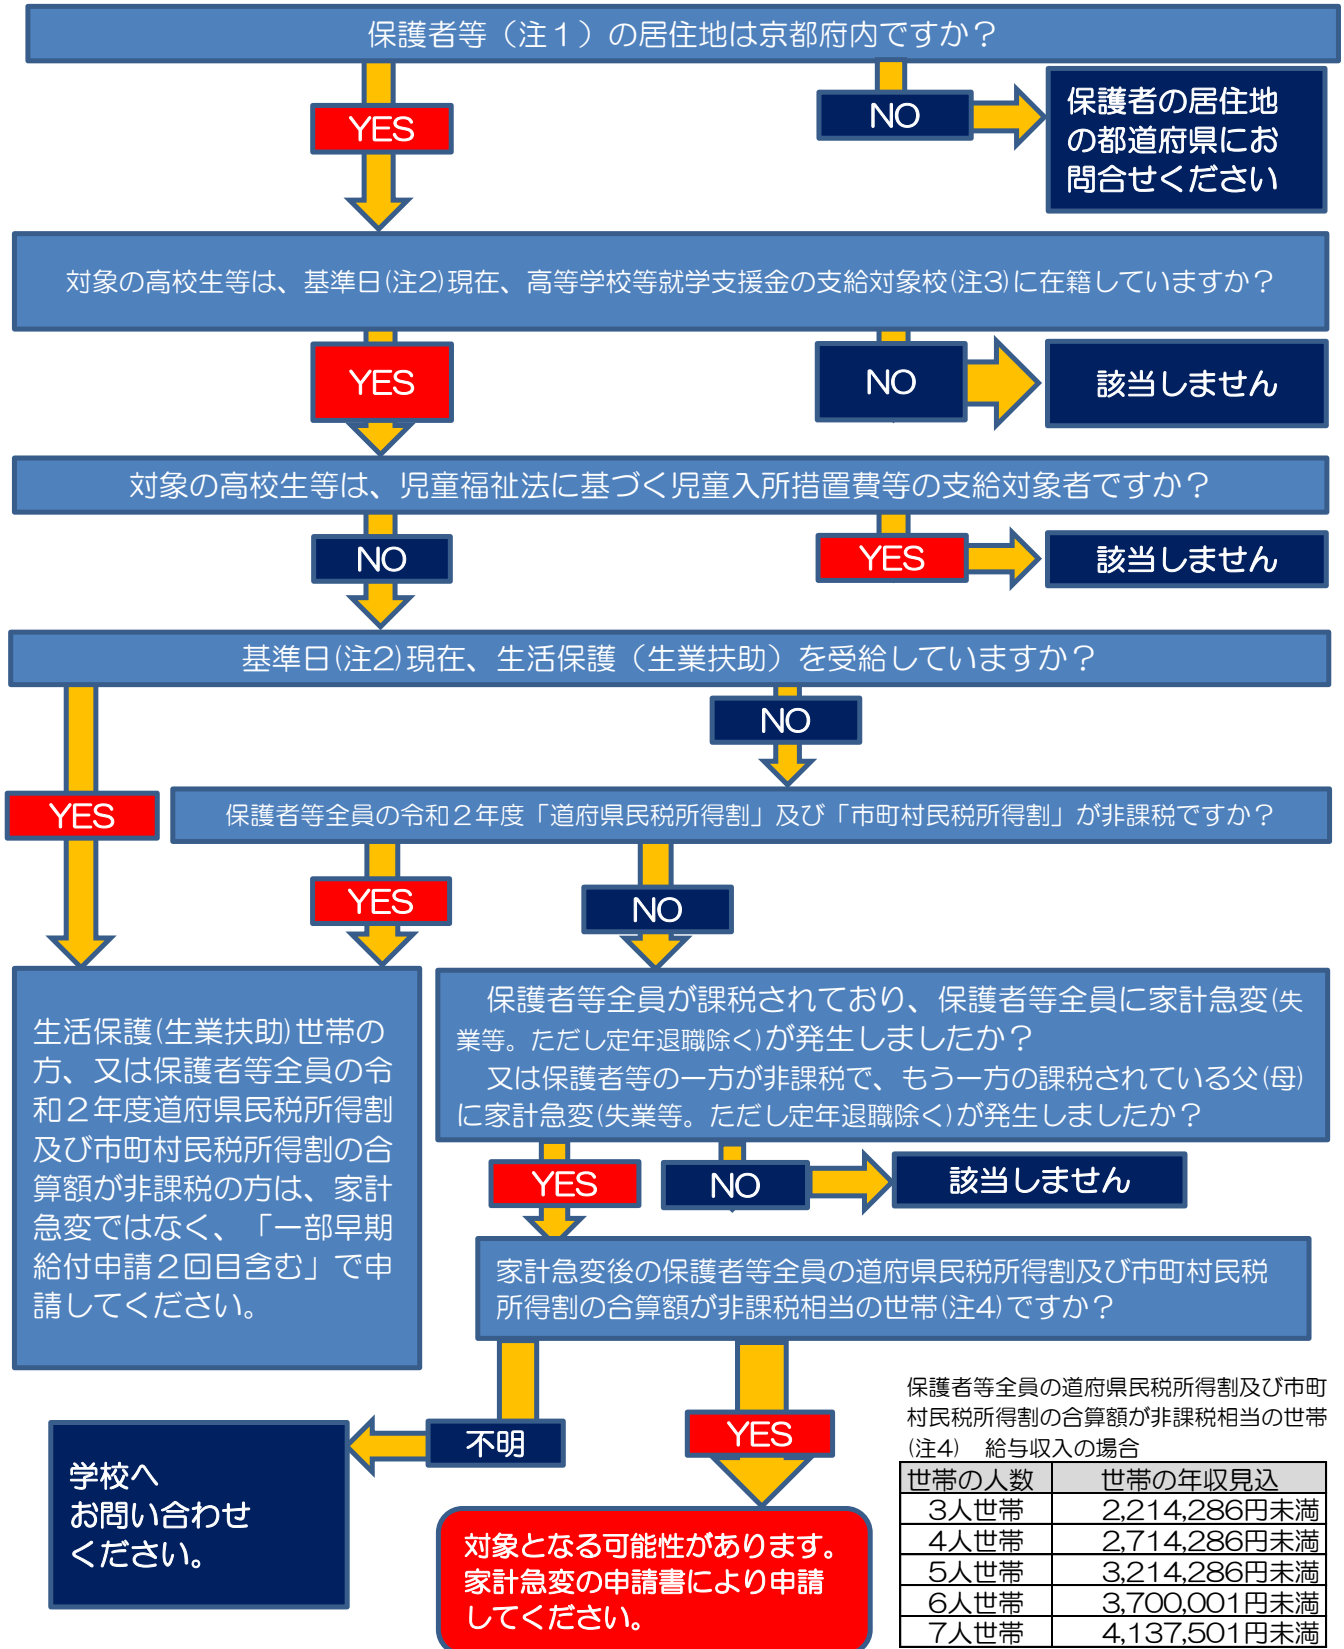 保護者等（注１）の居住地は京都府内ですか？
YES
NO
保護者の居住地
の都道府県にお
問合せください
対象の高校生等は、基準日(注2)現在、高等学校等就学支援金の支給対象校(注3)に在籍していますか？
YES
NO
該当しません
対象の高校生等は、児童福祉法に基づく児童入所措置費等の支給対象者ですか？
NO
YES
該当しません
基準日(注2)現在、生活保護（生業扶助）を受給していますか？
NO
YES
保護者等全員の令和２年度「道府県民税所得割」及び「市町村民税所得割」が非課税ですか？
YES
NO
生活保護(生業扶助)世帯の
方、又は保護者等全員の令
和２年度道府県民税所得割
及び市町村民税所得割の合
算額が非課税の方は、家計
急変ではなく、「一部早期
給付申請２回目含む」で申
請してください。
保護者等全員が課税されており、保護者等全員に家計急変(失
業等。ただし定年退職除く)が発生しましたか？
又は保護者等の一方が非課税で、もう一方の課税されている父(母)
に家計急変(失業等。ただし定年退職除く)が発生しましたか？
YES
NO
該当しません
家計急変後の保護者等全員の道府県民税所得割及び市町村民税
所得割の合算額が非課税相当の世帯(注4)ですか？
不明
YES
学校へ
お問い合わせ
ください。
対象となる可能性があります。
家計急変の申請書により申請
してください。
保護者等全員の道府県民税所得割及び市町
村民税所得割の合算額が非課税相当の世帯
(注4)　給与収入の場合
世帯の人数 世帯の年収見込
3人世帯 2,214,286円未満
4人世帯 2,714,286円未満
5人世帯 3,214,286円未満
6人世帯 3,700,001円未満
7人世帯 4,137,501円未満